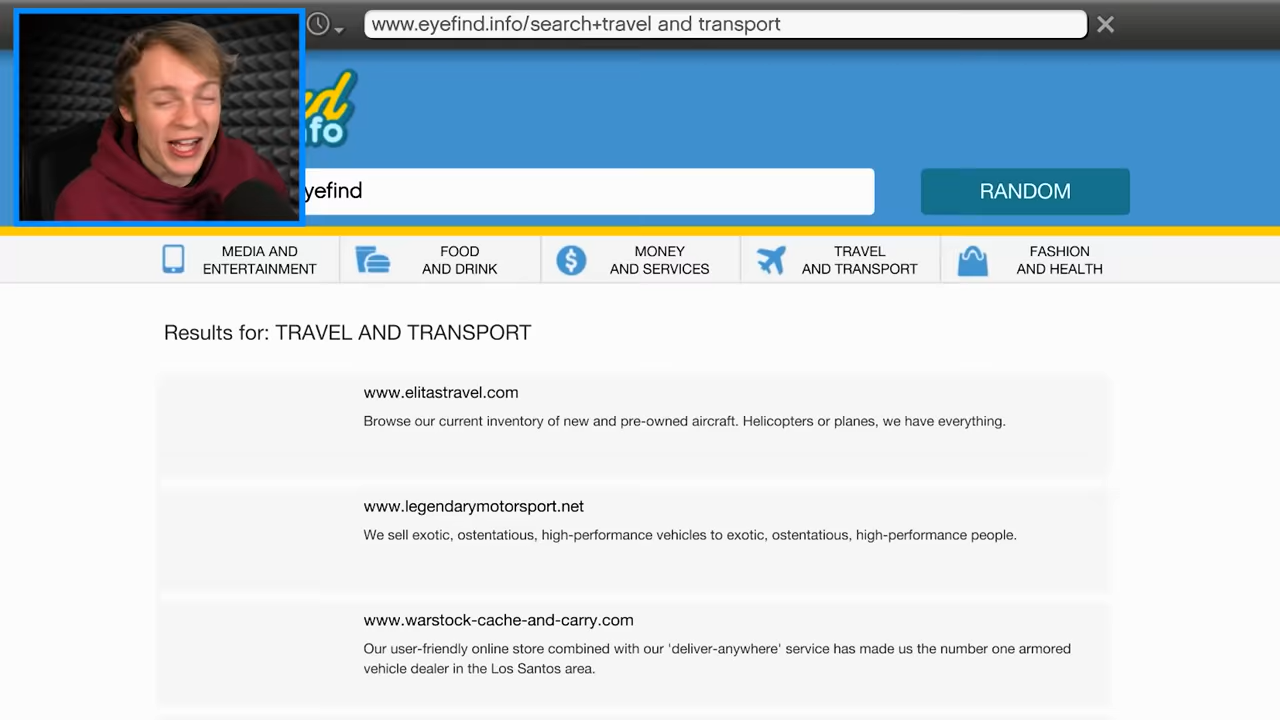 www.eyefind.info/search+travel and transport
nfo
yefind
RANDOM
MEDIA AND
ENTERTAINMENT
FOOD
AND DRINK
MONEY
AND SERVICES
TRAVEL
AND TRANSPORT
FASHION
AND HEALTH
Results for: TRAVEL AND TRANSPORT
www.elitastravel.com
Browse our current inventory of new and pre-owned aircraft. Helicopters or planes, we have everything.
www.legendarymotorsport.net
We sell exotic, ostentatious, high-performance vehicles to exotic, ostentatious, high-performance people.
www.warstock-cache-and-carry.com
Our user-friendly online store combined with our 'deliver-anywhere' service has made us the number one armored
vehicle dealer in the Los Santos area.